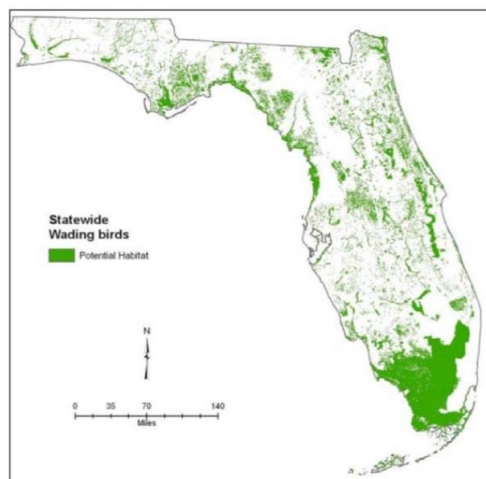 Statewide
Wading birds
Potential Habitat
N
0 35 70 140
Miles